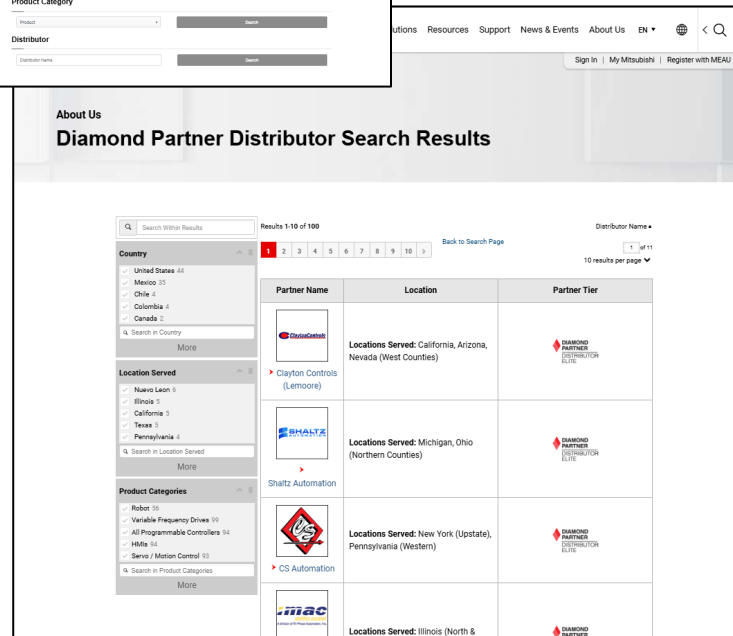 Product Category
Product
Search
Distributor
Distributor Name
Search
utions Resources Support News & Events About Us EN
Sign In | My Mitsubishi | Register with MEAU
About Us
Diamond Partner Distributor Search Results
Search Within Results
Results 1-10 of 100
Distributor Name
1 2 3 4 5 6 7 8 9 10 >
Back to Search Page
1 of 11
10 results per page
Country
United States 44
Mexico 35
Chile 4
Colombia 4
Canada 2
Search in Country
More
Location Served
Nuevo Leon 6
Illinois 5
California 5
Texas 5
Pennsylvania 4
Search in Location Served
More
Product Categories
Robot 56
Variable Frequency Drives 99
All Programmable Controllers 94
HMIs 94
Servo / Motion Control 93
Search in Product Categories
More
Partner Name Location Partner Tier
ClaytonControls
Clayton Controls
(Lemoore)
Locations Served: California, Arizona,
Nevada (West Counties)
DIAMOND
PARTNER
DISTRIBUTOR
ELITE
SHALTZ
AUTOMATION
Shaltz Automation
Locations Served: Michigan, Ohio
(Northern Counties)
DIAMOND
PARTNER
DISTRIBUTOR
ELITE
CS
CS Automation
Locations Served: New York (Upstate),
Pennsylvania (Western)
DIAMOND
PARTNER
DISTRIBUTOR
ELITE
imac
Locations Served: Illinois (North &
DIAMOND
PARTNER